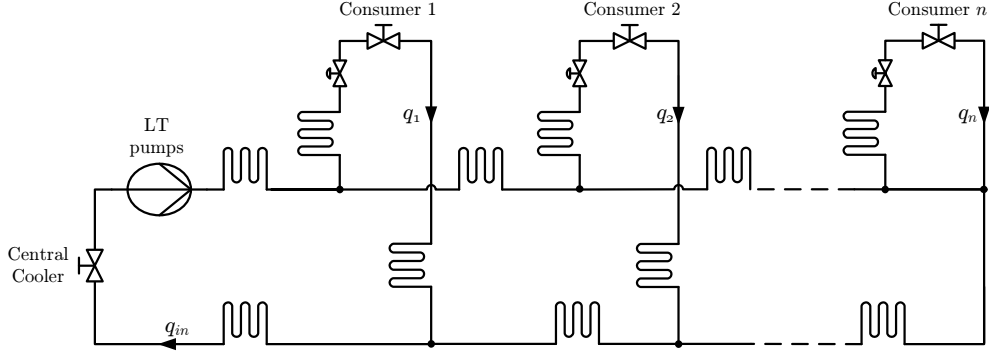 Consumer 1
Consumer 2
Consumer n
q1
q2
qn
LT
pumps
Central
Cooler
qin